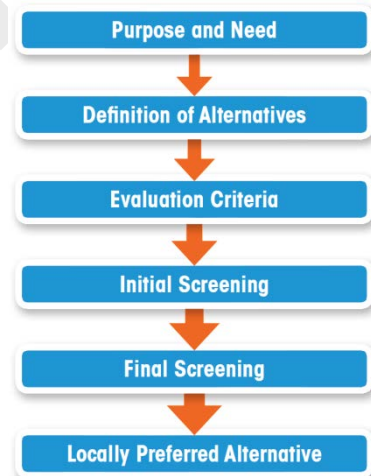 Purpose and Need
Definition of Alternatives
Evaluation Criteria
Initial Screening
Final Screening
Locally Preferred Alternative